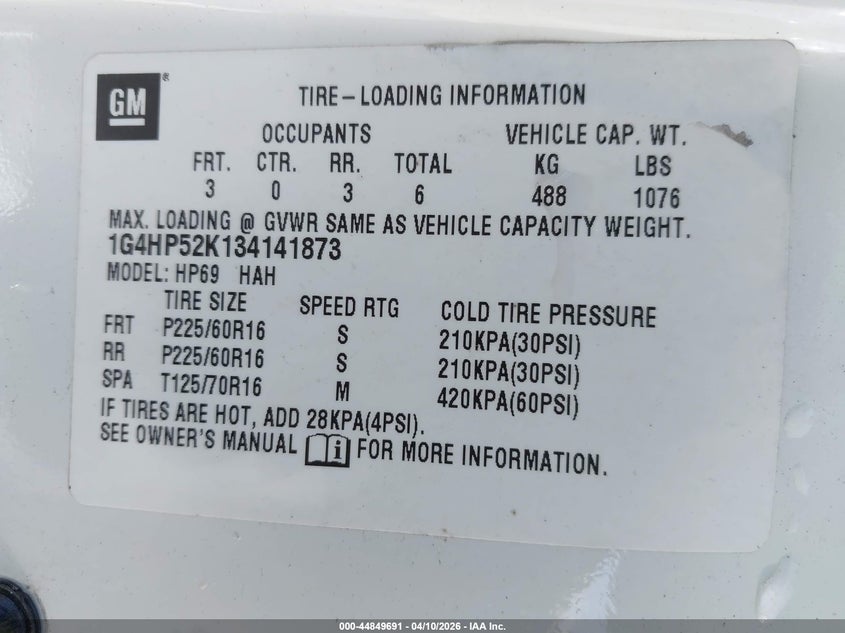 GM®
TIRE-LOADING INFORMATION
OCCUPANTS VEHICLE CAP. WT.
FRT. CTR. RR. TOTAL KG LBS
3 0 3 6 488 1076
MAX. LOADING @ GVWR SAME AS VEHICLE CAPACITY WEIGHT.
1G4HP52K134141873
MODEL: HP69 HAH
TIRE SIZE SPEED RTG COLD TIRE PRESSURE
FRT P225/60R16 S 210KPA(30PSI)
RR P225/60R16 S 210KPA(30PSI)
SPA T125/70R16 M 420KPA(60PSI)
IF TIRES ARE HOT, ADD 28KPA(4PSI).
SEE OWNER'S MANUAL i FOR MORE INFORMATION.
000-44849691 - 04/10/2026 - IAA Inc.